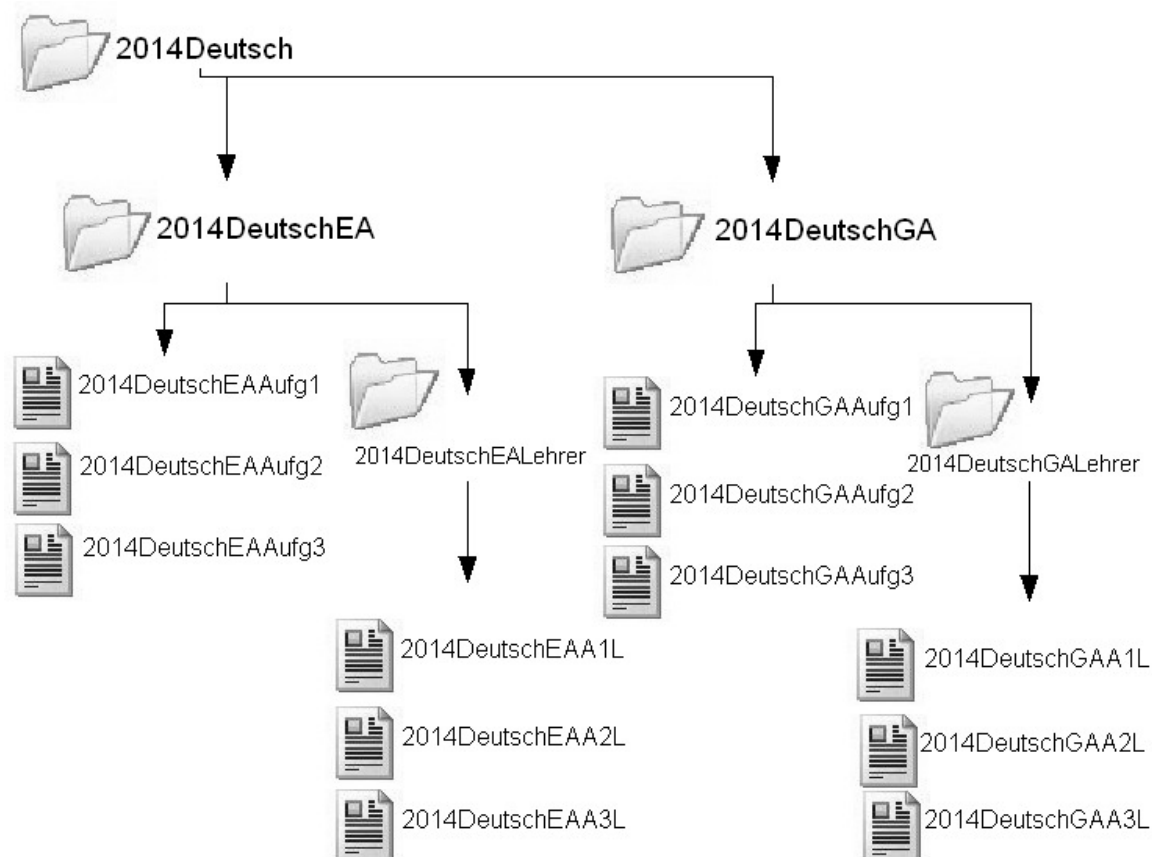 2014Deutsch
2014DeutschEA
2014DeutschGA
2014DeutschEAAufg1
2014DeutschEAAufg2
2014DeutschEAAufg3
2014DeutschEALehrer
2014DeutschGAAufg1
2014DeutschGAAufg2
2014DeutschGAAufg3
2014DeutschGALehrer
2014DeutschEAA1L
2014DeutschEAA2L
2014DeutschEAA3L
2014DeutschGAA1L
2014DeutschGAA2L
2014DeutschGAA3L